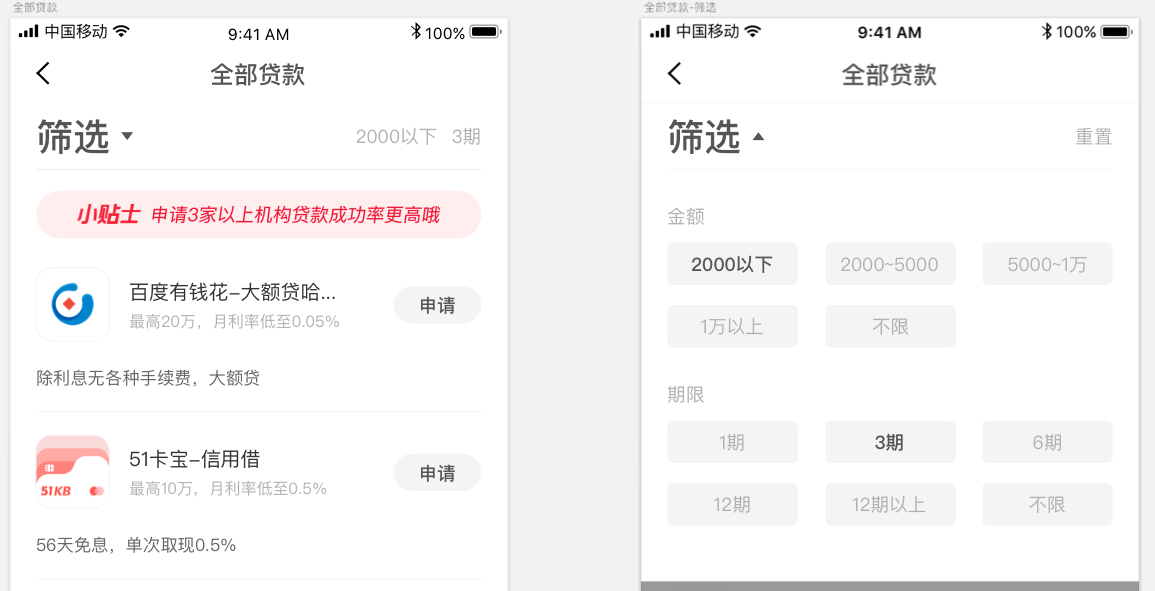 全部贷款
中国移动
9:41 AM
100%
全部贷款
筛选
2000以下 3期
小贴士 申请3家以上机构贷款成功率更高哦
百度有钱花–大额贷哈...
最高20万，月利率低至0.05%
申请
除利息无各种手续费，大额贷
51KB
51卡宝–信用借
最高10万，月利率低至0.5%
申请
56天免息，单次取现0.5%
全部贷款-筛选
中国移动
9:41 AM
100%
全部贷款
筛选
重置
金额
2000以下 2000~5000 5000~1万
1万以上 不限
期限
1期 3期 6期
12期 12期以上 不限